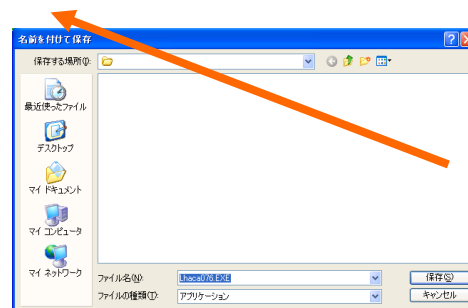 名前を付けて保存
保存する場所(I):
最近使ったファイル
デスクトップ
マイ ドキュメント
マイ コンピュータ
マイ ネットワーク
ファイル名(N):
Lhaca076.EXE
保存(S)
ファイルの種類(T):
アプリケーション
キャンセル